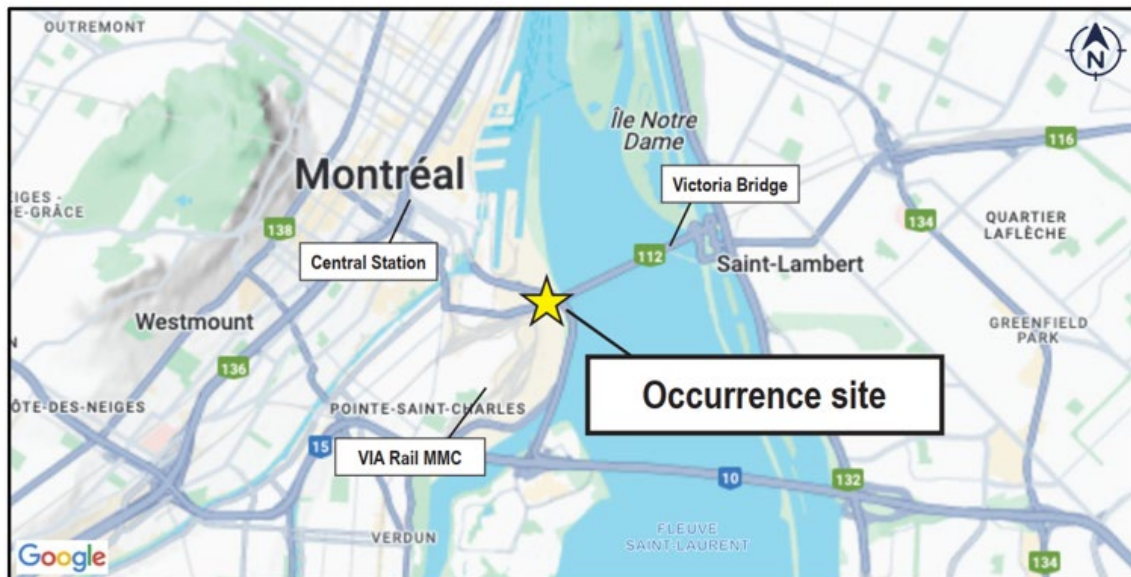 OUTREMONT
N
Île Notre
Dame
116
Montréal
Victoria Bridge
134
QUARTIER
LAFLÈCHE
138
Central Station
112
Saint-Lambert
Westmount
GREENFIELD
PARK
136
Occurrence site
ÔTE-DES-NEIGES
POINTE-SAINT-CHARLES
15
VIA Rail MMC
10
132
VERDUN
FLEUVE
SAINT-LAURENT
134
Google
EIGES -
DE-GRÂCE
N